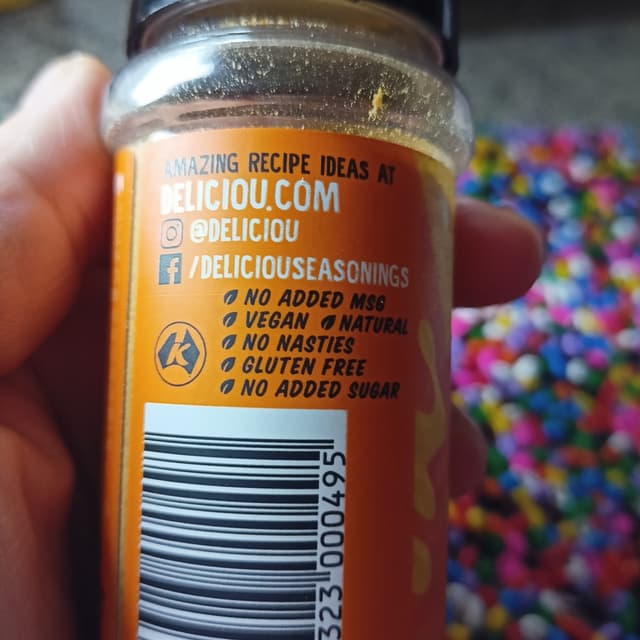 AMAZING RECIPE IDEAS AT
DELICIOU.COM
@DELICIOU
/DELICIOUSEASONINGS
NO ADDED MSG
VEGAN NATURAL
NO NASTIES
GLUTEN FREE
NO ADDED SUGAR
K
323 000495